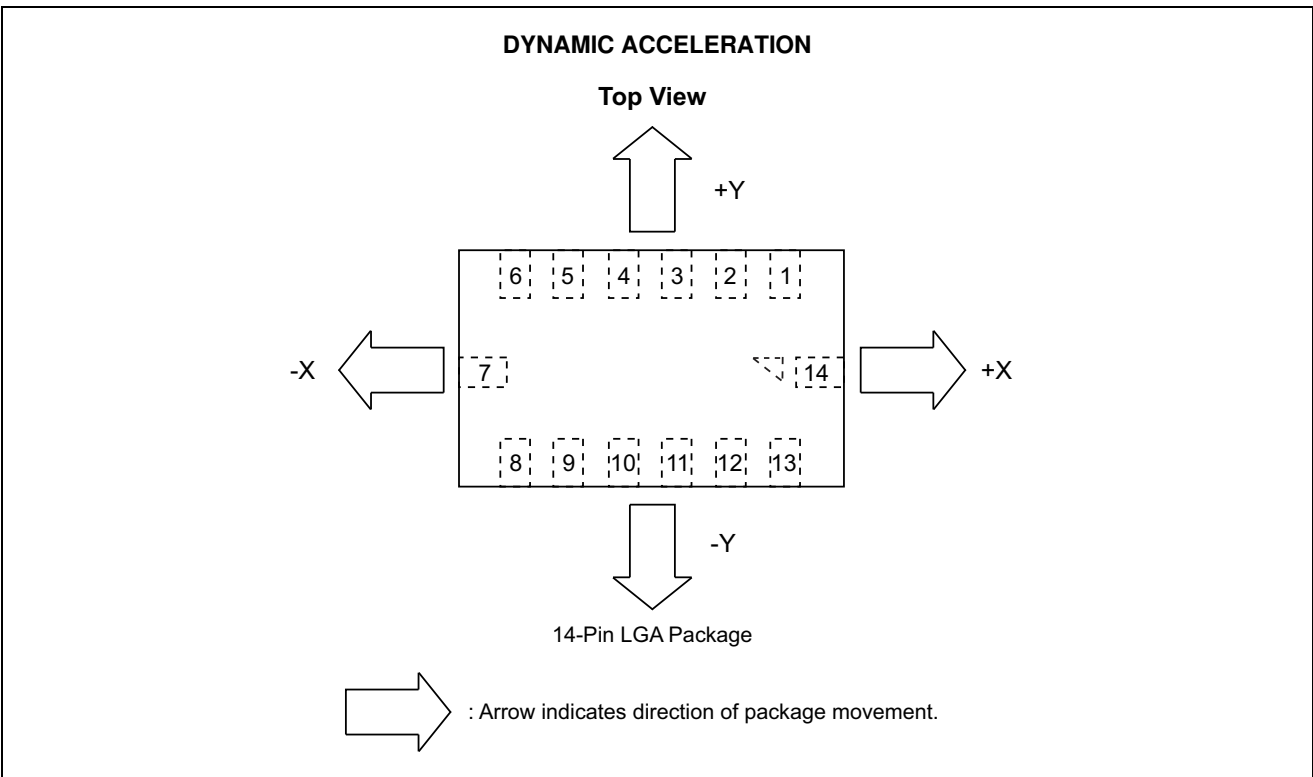 DYNAMIC ACCELERATION
Top View
+Y
6 5 4 3 2 1
-X 7 14 +X
8 9 10 11 12 13
-Y
14-Pin LGA Package
: Arrow indicates direction of package movement.